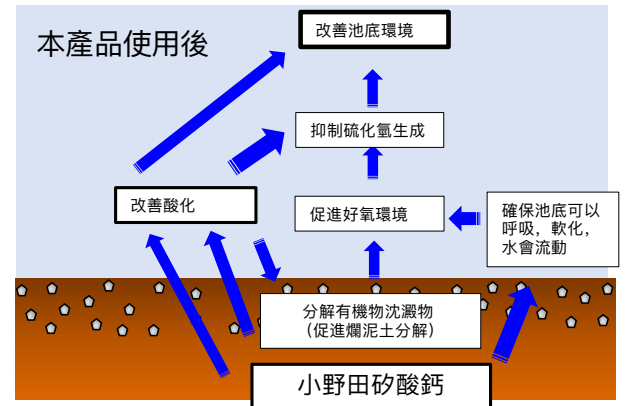 本產品使用後
改善池底環境
抑制硫化氫生成
改善酸化
促進好氧環境
確保池底可以
呼吸，軟化，
水會流動
分解有機物沈澱物
（促進爛泥土分解）
小野田矽酸鈣